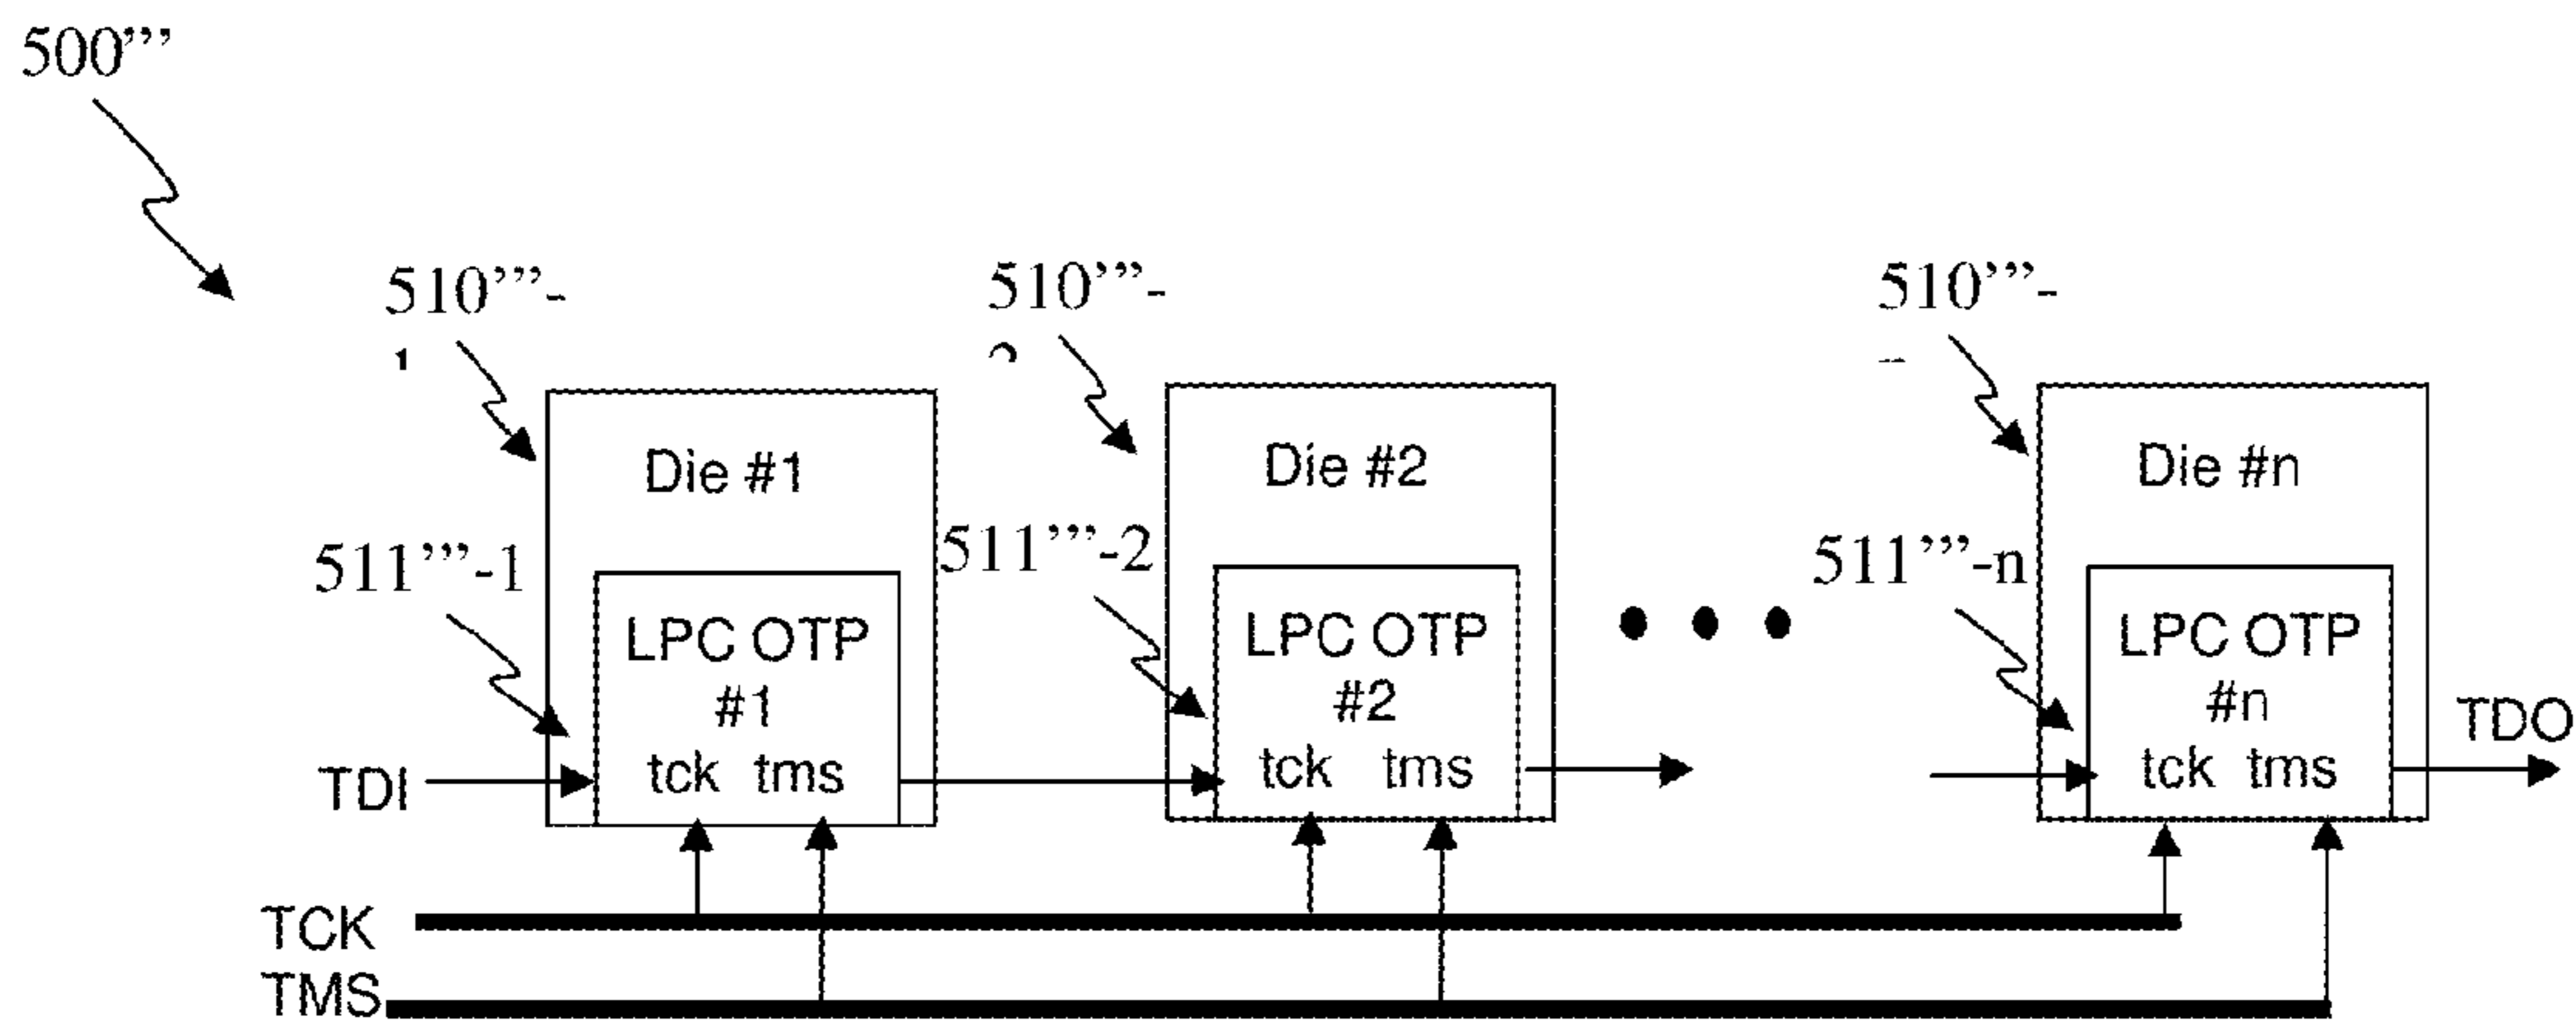 500'''
510'''-
1
510'''-
510'''-
Die #1
Die #2
Die #n
511'''-1
511'''-2
511'''-n
LPC OTP
#1
tck tms
LPC OTP
#2
tck tms
LPC OTP
#n
tck tms
TDI
TDO
TCK
TMS